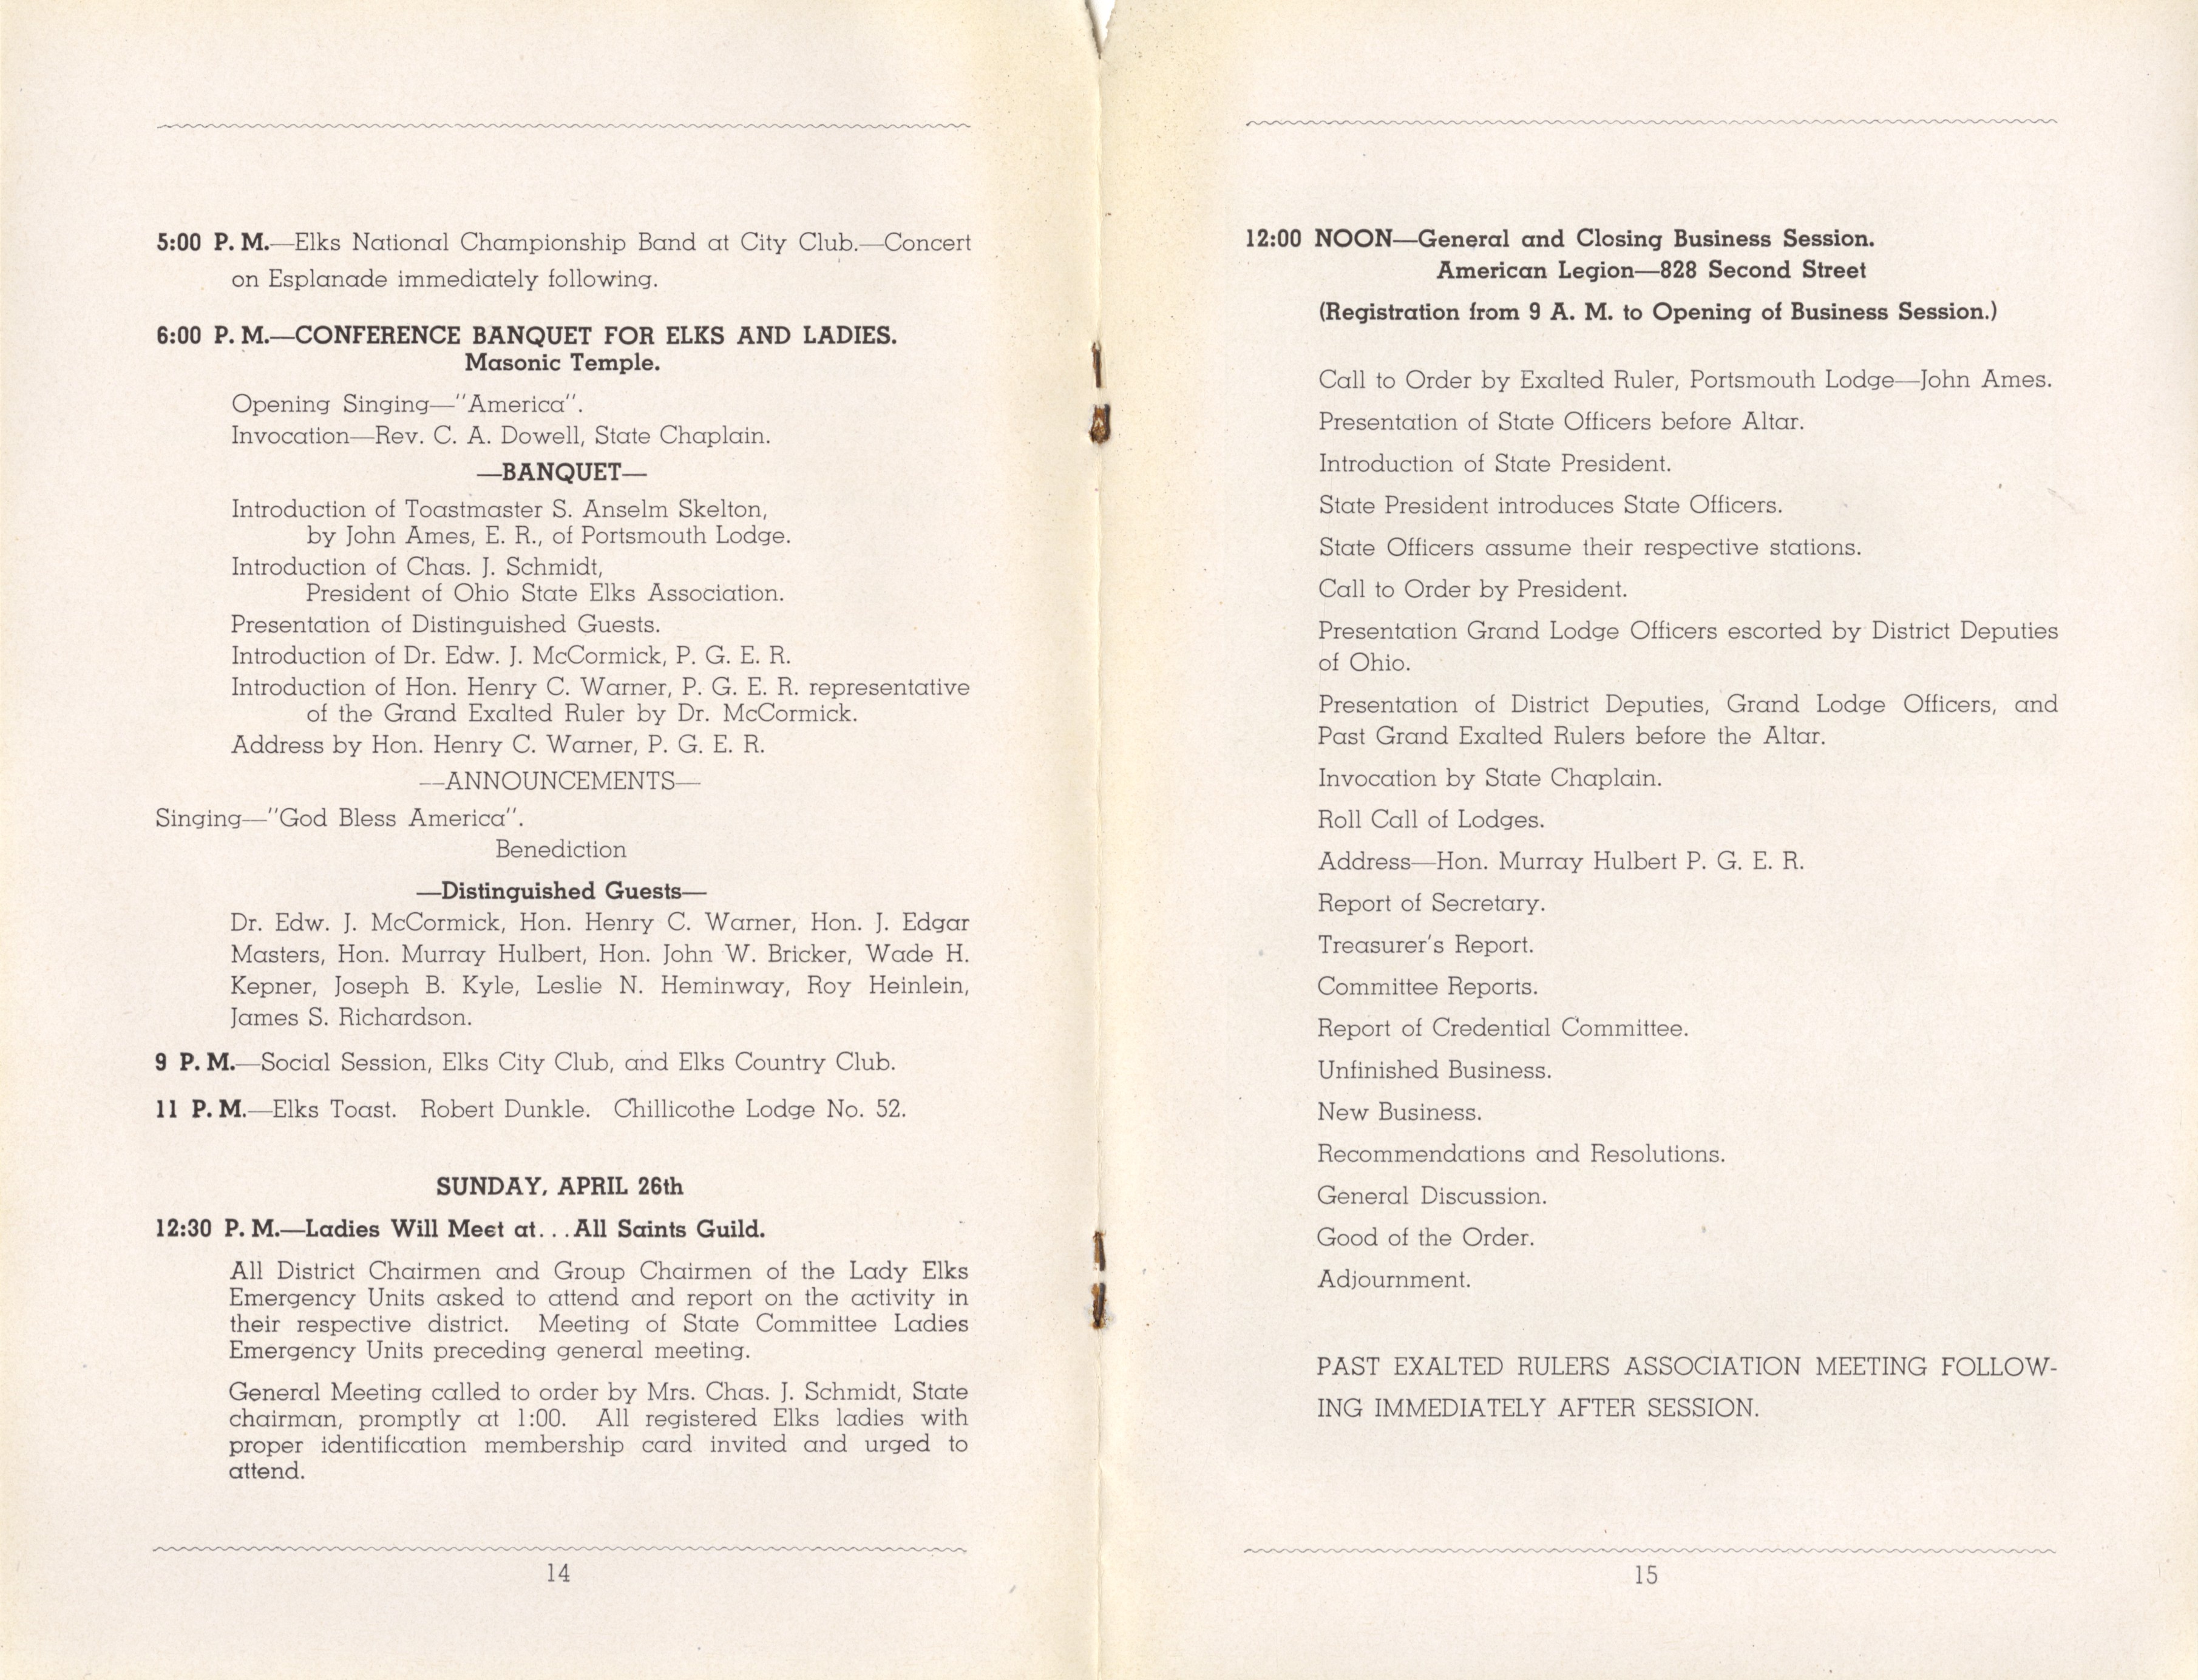 5:00 P. M.—Elks National Championship Band at City Club.—Concert
on Esplanade immediately following.
6:00 P. M.—CONFERENCE BANQUET FOR ELKS AND LADIES.
Masonic Temple.
Opening Singing—"America".
Invocation—Rev. C. A. Dowell, State Chaplain.
—BANQUET—
Introduction of Toastmaster S. Anselm Skelton,
by John Ames, E. R., of Portsmouth Lodge.
Introduction of Chas. J. Schmidt,
President of Ohio State Elks Association.
Presentation of Distinguished Guests.
Introduction of Dr. Edw. J. McCormick, P. G. E. R.
Introduction of Hon. Henry C. Warner, P. G. E. R. representative
of the Grand Exalted Ruler by Dr. McCormick.
Address by Hon. Henry C. Warner, P. G. E. R.
—ANNOUNCEMENTS—
Singing—"God Bless America".
Benediction
—Distinguished Guests—
Dr. Edw. J. McCormick, Hon. Henry C. Warner, Hon. J. Edgar
Masters, Hon. Murray Hulbert, Hon. John W. Bricker, Wade H.
Kepner, Joseph B. Kyle, Leslie N. Heminway, Roy Heinlein,
James S. Richardson.
9 P. M.—Social Session, Elks City Club, and Elks Country Club.
11 P. M.—Elks Toast. Robert Dunkle. Chillicothe Lodge No. 52.
SUNDAY, APRIL 26th
12:30 P. M.—Ladies Will Meet at. . .All Saints Guild.
All District Chairmen and Group Chairmen of the Lady Elks
Emergency Units asked to attend and report on the activity in
their respective district. Meeting of State Committee Ladies
Emergency Units preceding general meeting.
General Meeting called to order by Mrs. Chas. J. Schmidt, State
chairman, promptly at 1:00. All registered Elks ladies with
proper identification membership card invited and urged to
attend.
14
12:00 NOON—General and Closing Business Session.
American Legion—828 Second Street
(Registration from 9 A. M. to Opening of Business Session.)
Call to Order by Exalted Ruler, Portsmouth Lodge—John Ames.
Presentation of State Officers before Altar.
Introduction of State President.
State President introduces State Officers.
State Officers assume their respective stations.
Call to Order by President.
Presentation Grand Lodge Officers escorted by District Deputies
of Ohio.
Presentation of District Deputies, Grand Lodge Officers, and
Past Grand Exalted Rulers before the Altar.
Invocation by State Chaplain.
Roll Call of Lodges.
Address—Hon. Murray Hulbert P. G. E. R.
Report of Secretary.
Treasurer's Report.
Committee Reports.
Report of Credential Committee.
Unfinished Business.
New Business.
Recommendations and Resolutions.
General Discussion.
Good of the Order.
Adjournment.
PAST EXALTED RULERS ASSOCIATION MEETING FOLLOW-
ING IMMEDIATELY AFTER SESSION.
15